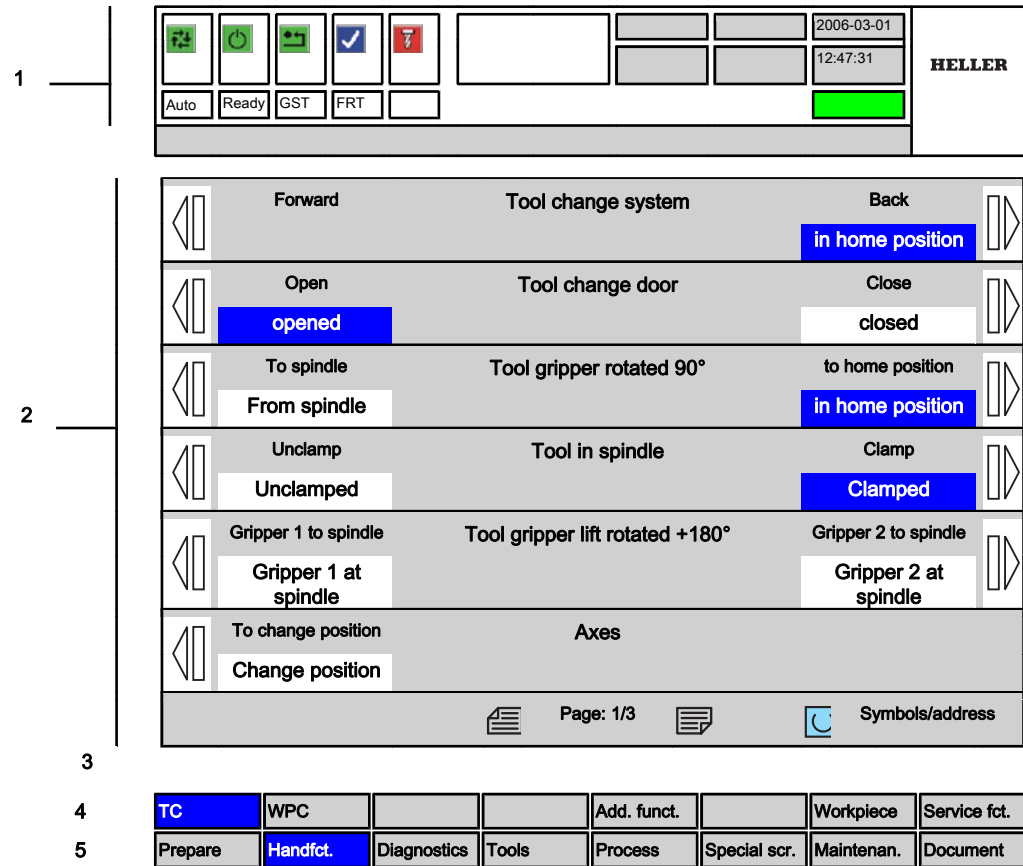 2006-03-01
1
12:47:31
HELLER
Auto
Ready
GST
FRT
Forward
Tool change system
Back
in home position
Open
Tool change door
Close
opened
closed
To spindle
Tool gripper rotated 90°
to home position
2
From spindle
in home position
Unclamp
Tool in spindle
Clamp
Unclamped
Clamped
Gripper 1 to spindle
Tool gripper lift rotated +180°
Gripper 2 to spindle
Gripper 1 at
spindle
Gripper 2 at
spindle
To change position
Axes
Change position
Page: 1/3
Symbols/address
3
4
TC
WPC
Add. funct.
Workpiece
Service fct.
5
Prepare
Handfct.
Diagnostics
Tools
Process
Special scr.
Maintenan.
Document